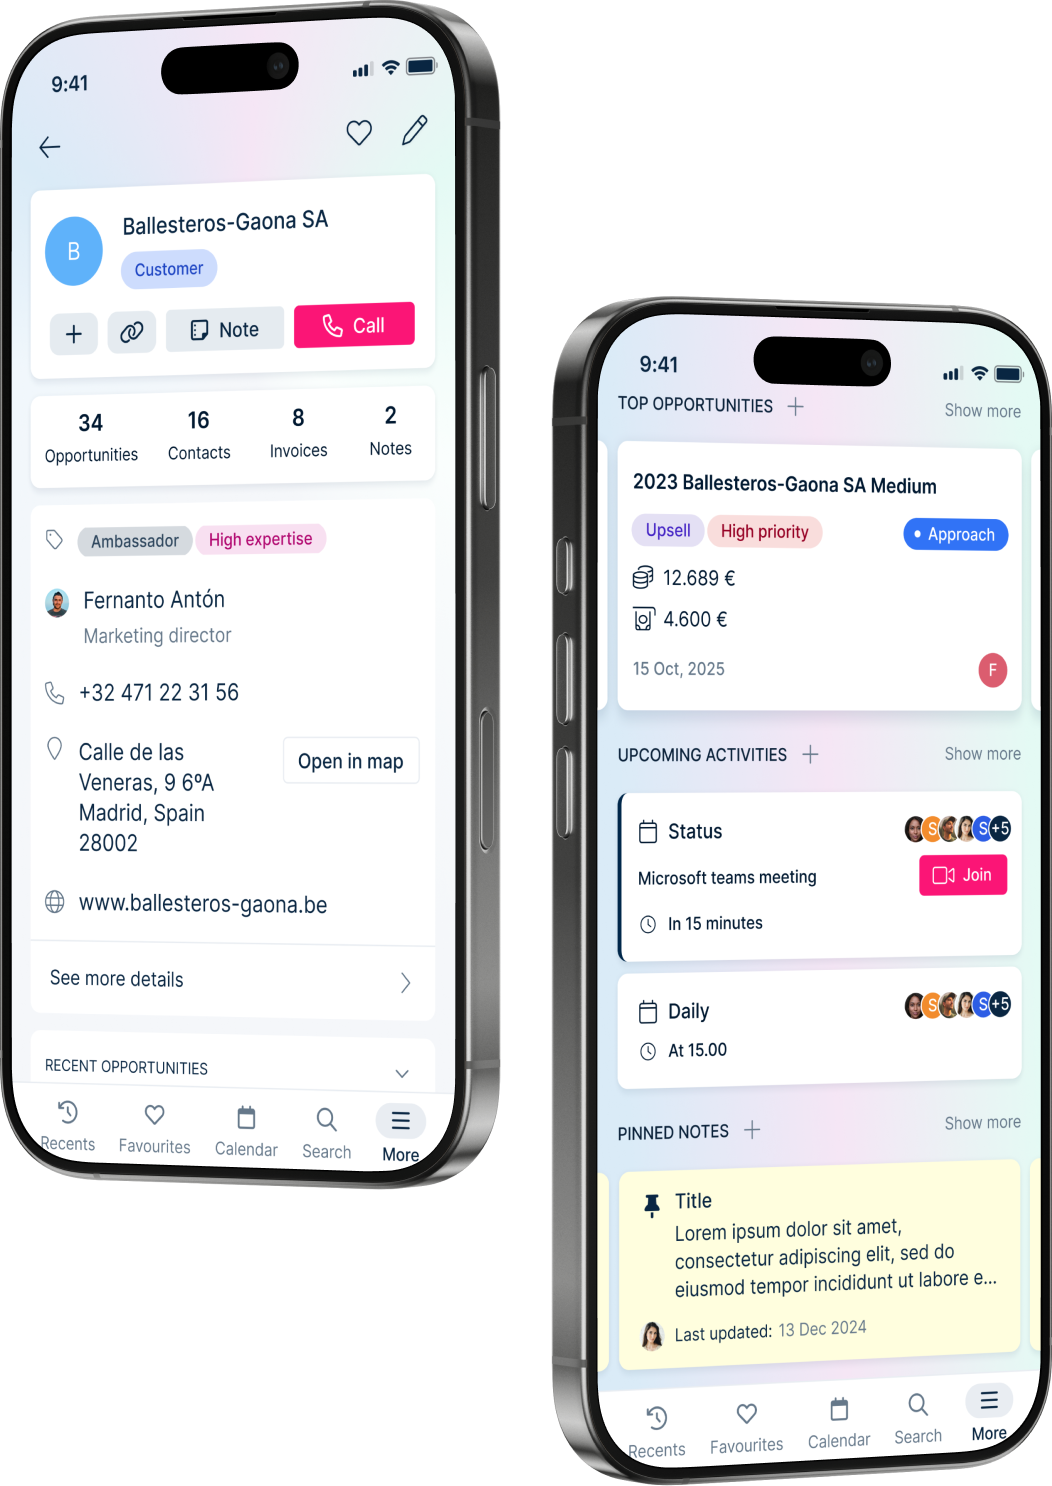 9:41
B
Ballesteros-Gaona SA
Customer
Note
Call
34
Opportunities
16
Contacts
8
Invoices
2
Notes
Ambassador
High expertise
Fernanto Antón
Marketing director
+32 471 22 31 56
Calle de las
Veneras, 9 6ºA
Madrid, Spain
28002
Open in map
www.ballesteros-gaona.be
See more details
RECENT OPPORTUNITIES
Recents
Favourites
Calendar
Search
More
9:41
TOP OPPORTUNITIES
Show more
2023 Ballesteros-Gaona SA Medium
Upsell
High priority
Approach
12.689 €
4.600 €
15 Oct, 2025
F
UPCOMING ACTIVITIES
Show more
Status
S
S
+5
Microsoft teams meeting
Join
In 15 minutes
Daily
S
S
+5
At 15.00
PINNED NOTES
Show more
Title
Lorem ipsum dolor sit amet,
consectetur adipiscing elit, sed do
eiusmod tempor incididunt ut labore e...
Last updated: 13 Dec 2024
Recents
Favourites
Calendar
Search
More